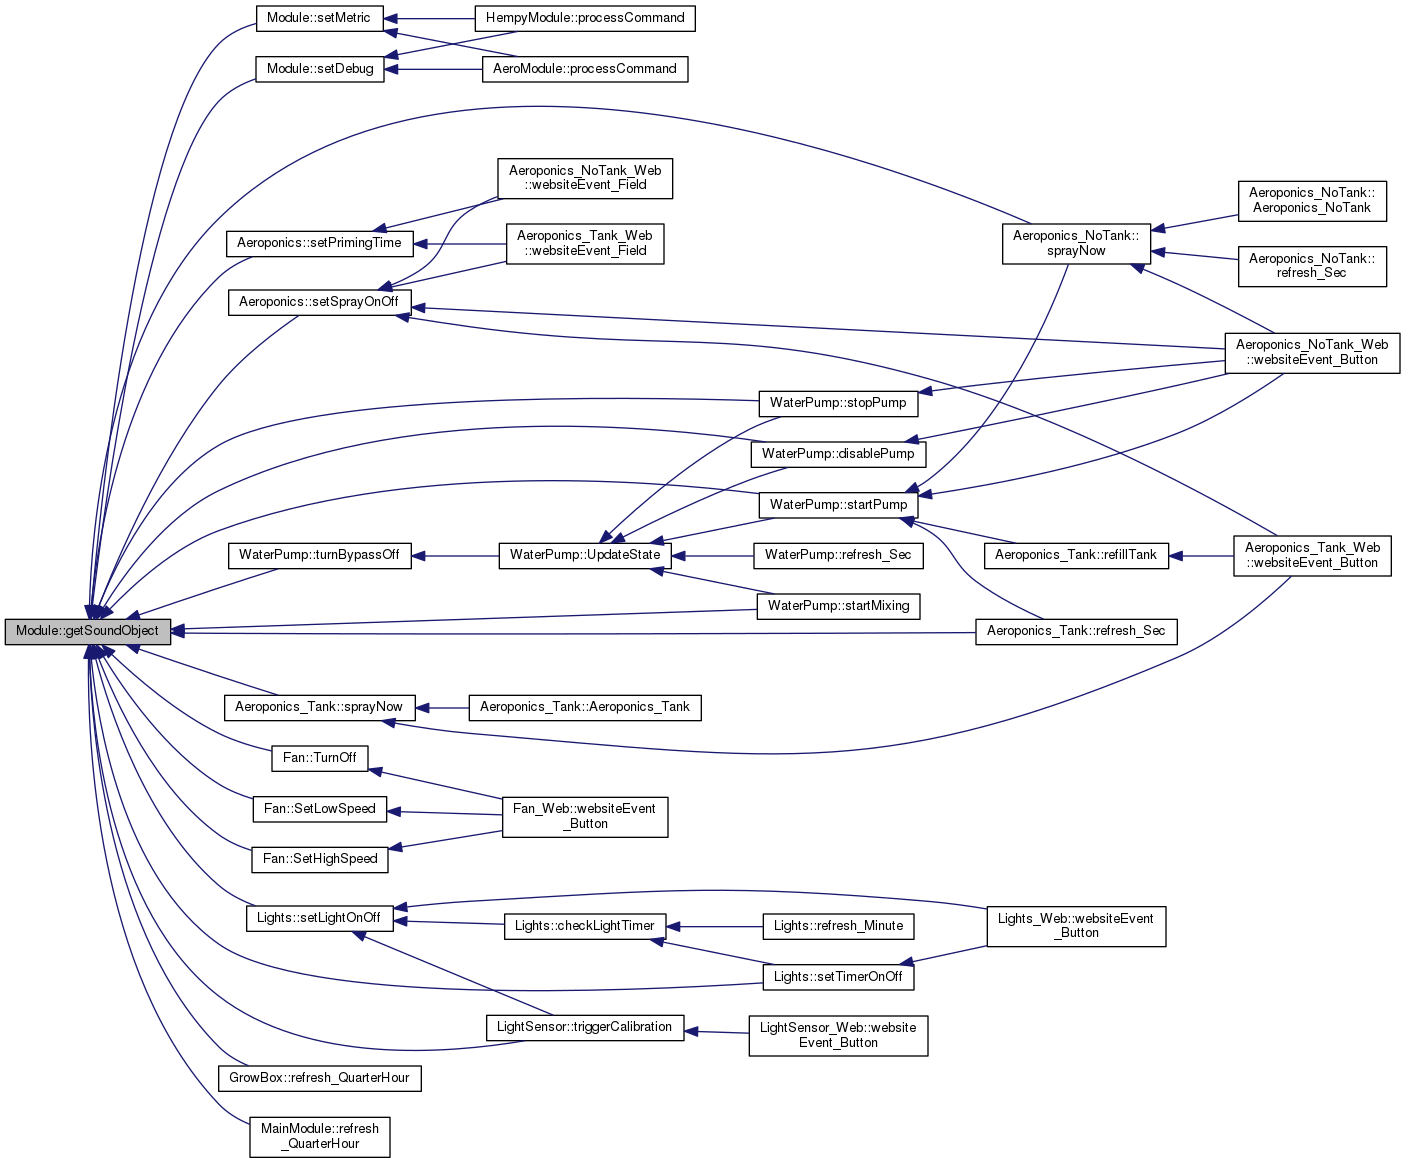 Module::setMetric
HempyModule::processCommand
Module::setDebug
AeroModule::processCommand
Aeroponics_NoTank_Web
::websiteEvent_Field
Aeroponics::setPrimingTime
Aeroponics_Tank_Web
::websiteEvent_Field
Aeroponics_NoTank::
sprayNow
Aeroponics_NoTank::
Aeroponics_NoTank
Aeroponics_NoTank::
refresh_Sec
Aeroponics::setSprayOnOff
Aeroponics_NoTank_Web
::websiteEvent_Button
WaterPump::stopPump
WaterPump::disablePump
WaterPump::startPump
WaterPump::turnBypassOff
WaterPump::UpdateState
WaterPump::refresh_Sec
Aeroponics_Tank::refillTank
Aeroponics_Tank_Web
::websiteEvent_Button
WaterPump::startMixing
Module::getSoundObject
Aeroponics_Tank::refresh_Sec
Aeroponics_Tank::sprayNow
Aeroponics_Tank::Aeroponics_Tank
Fan::TurnOff
Fan::SetLowSpeed
Fan_Web::websiteEvent
_Button
Fan::SetHighSpeed
Lights::setLightOnOff
Lights::checkLightTimer
Lights::refresh_Minute
Lights_Web::websiteEvent
_Button
Lights::setTimerOnOff
LightSensor::triggerCalibration
LightSensor_Web::website
Event_Button
GrowBox::refresh_QuarterHour
MainModule::refresh
_QuarterHour